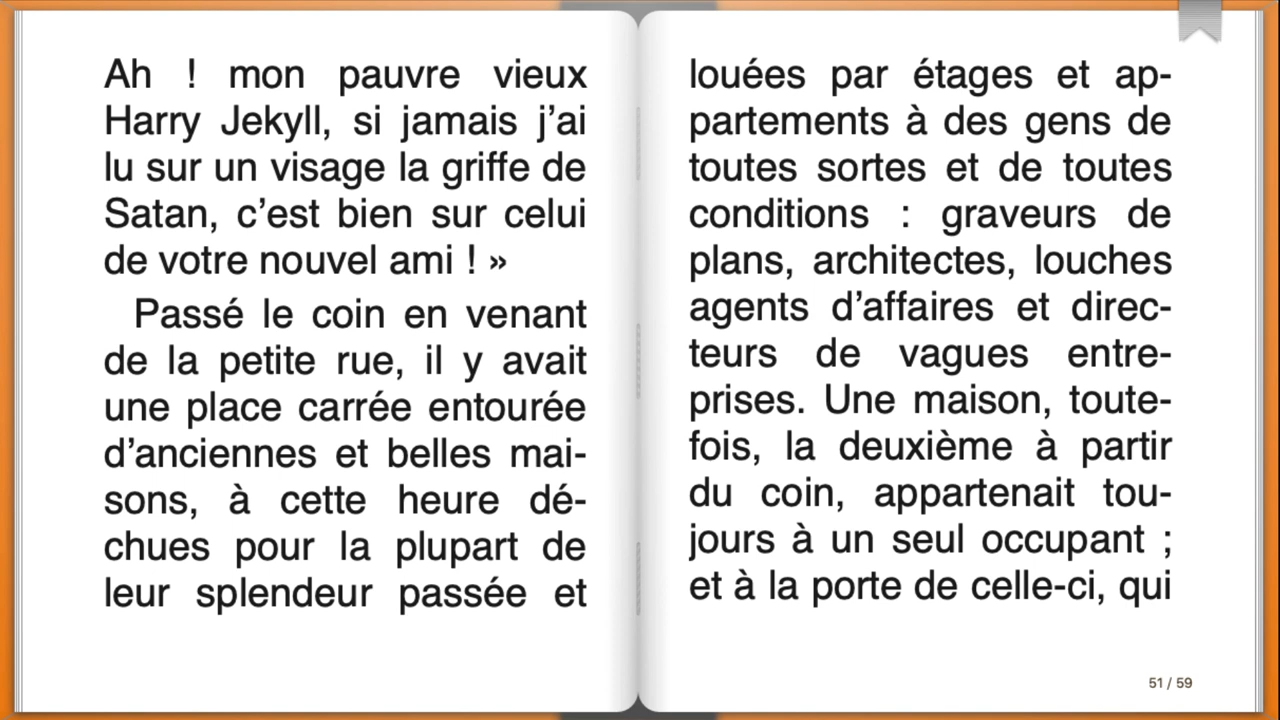 Ah ! mon pauvre vieux
Harry Jekyll, si jamais j’ai
lu sur un visage la griffe de
Satan, c’est bien sur celui
de votre nouvel ami ! »
Passé le coin en venant
de la petite rue, il y avait
une place carrée entourée
d’anciennes et belles mai-
sons, à cette heure dé-
chues pour la plupart de
leur splendeur passée et
louées par étages et ap-
partements à des gens de
toutes sortes et de toutes
conditions : graveurs de
plans, architectes, louches
agents d’affaires et direc-
teurs de vagues entre-
prises. Une maison, toute-
fois, la deuxième à partir
du coin, appartenait tou-
jours à un seul occupant ;
et à la porte de celle-ci, qui
51 / 59